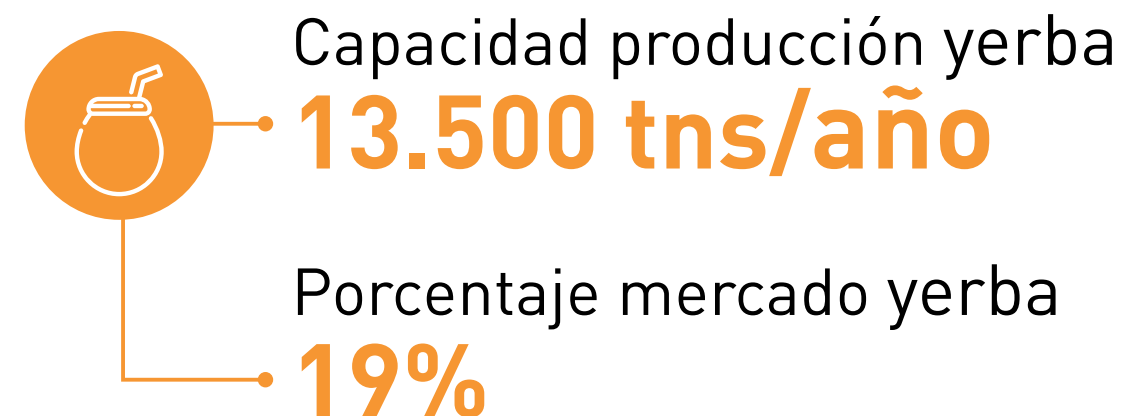 Capacidad producción yerba
13.500 tns/año
Porcentaje mercado yerba
19%